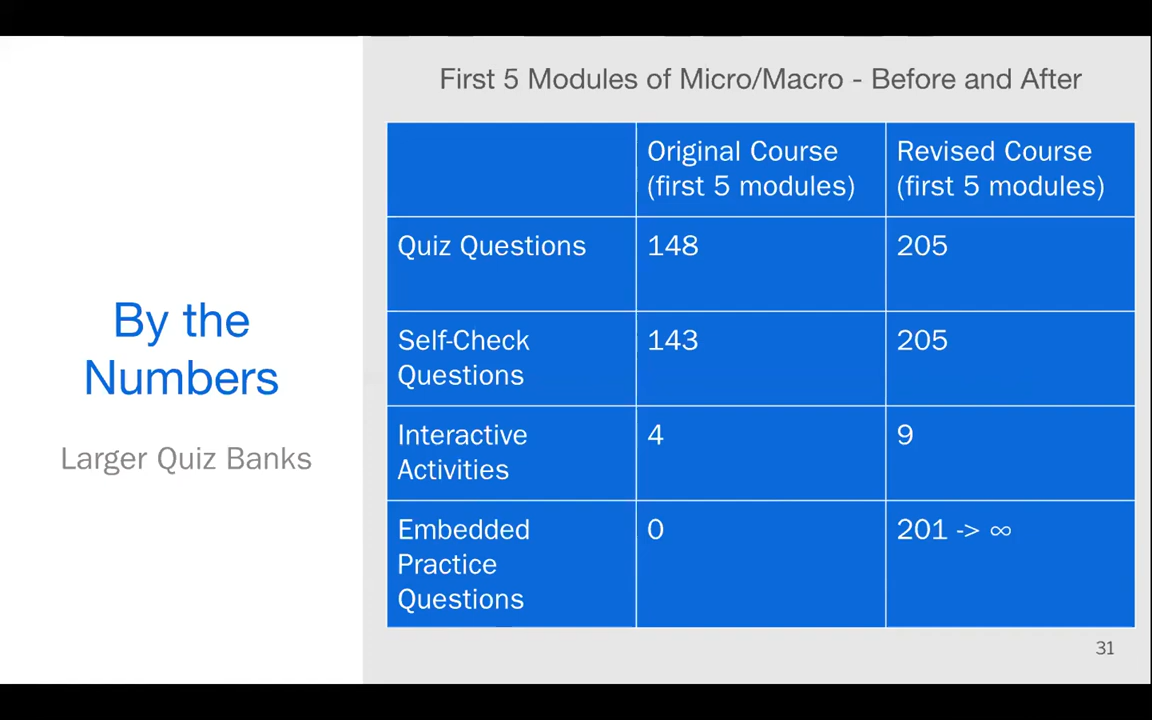 By the
Numbers
Larger Quiz Banks
First 5 Modules of Micro/Macro - Before and After
Original Course
(first 5 modules)
Revised Course
(first 5 modules)
Quiz Questions
148
205
Self-Check
Questions
143
205
Interactive
Activities
4
9
Embedded
Practice
Questions
0
201 -> ∞
31